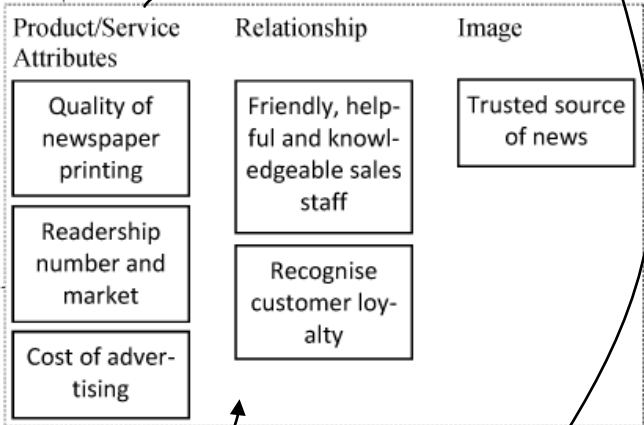 Product/Service
Attributes
Quality of
newspaper
printing
Readership
number and
market
Cost of adver-
tising
Relationship
Friendly, help-
ful and knowl-
edgeable sales
staff
Recognise
customer loy-
alty
Image
Trusted source
of news